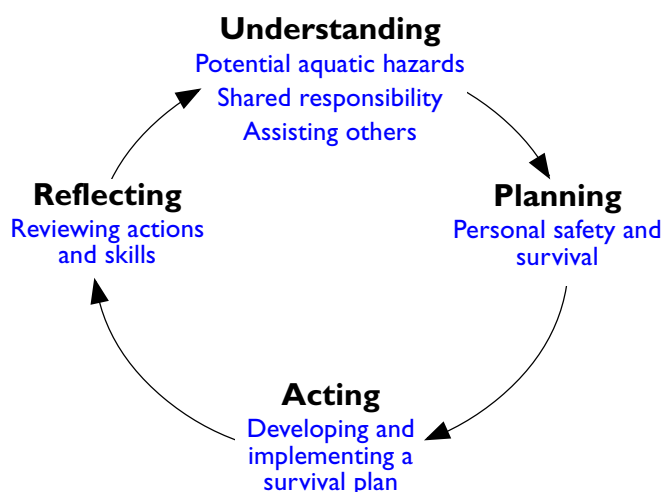 Understanding
Potential aquatic hazards
Shared responsibility
Assisting others
Reflecting
Reviewing actions
and skills
Planning
Personal safety and
survival
Acting
Developing and
implementing a
survival plan